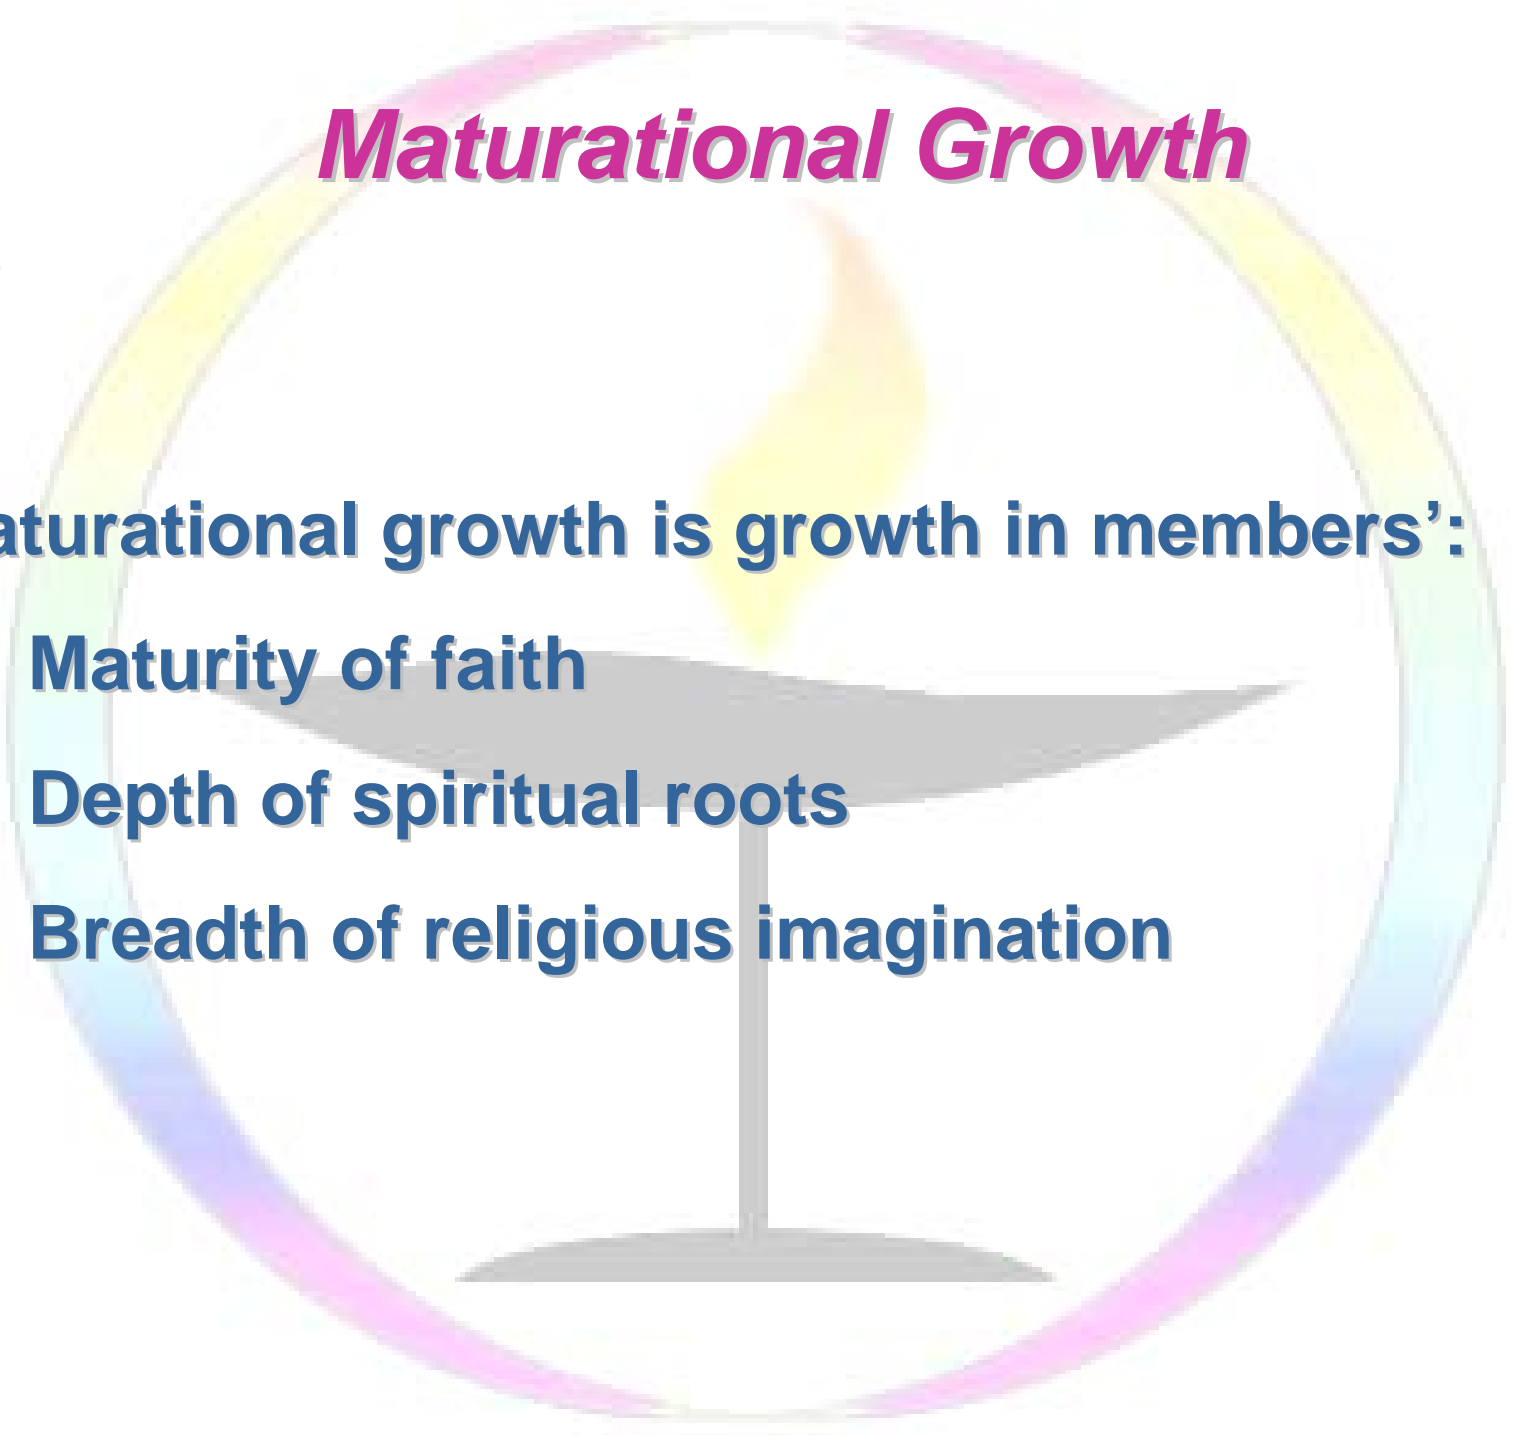 Maturational Growth
aturational growth is growth in members’:
Maturity of faith
Depth of spiritual roots
Breadth of religious imagination